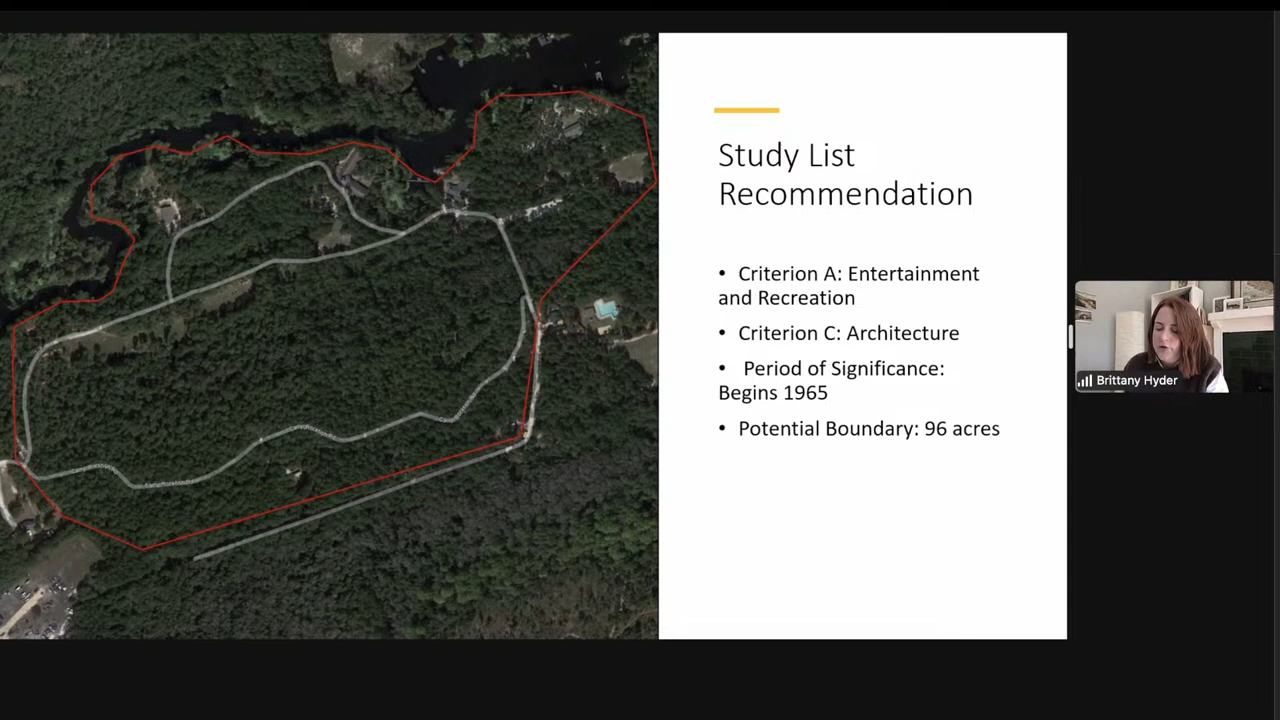 Study List
Recommendation
• Criterion A: Entertainment
and Recreation
• Criterion C: Architecture
• Period of Significance:
Begins 1965
• Potential Boundary: 96 acres
Brittany Hyder